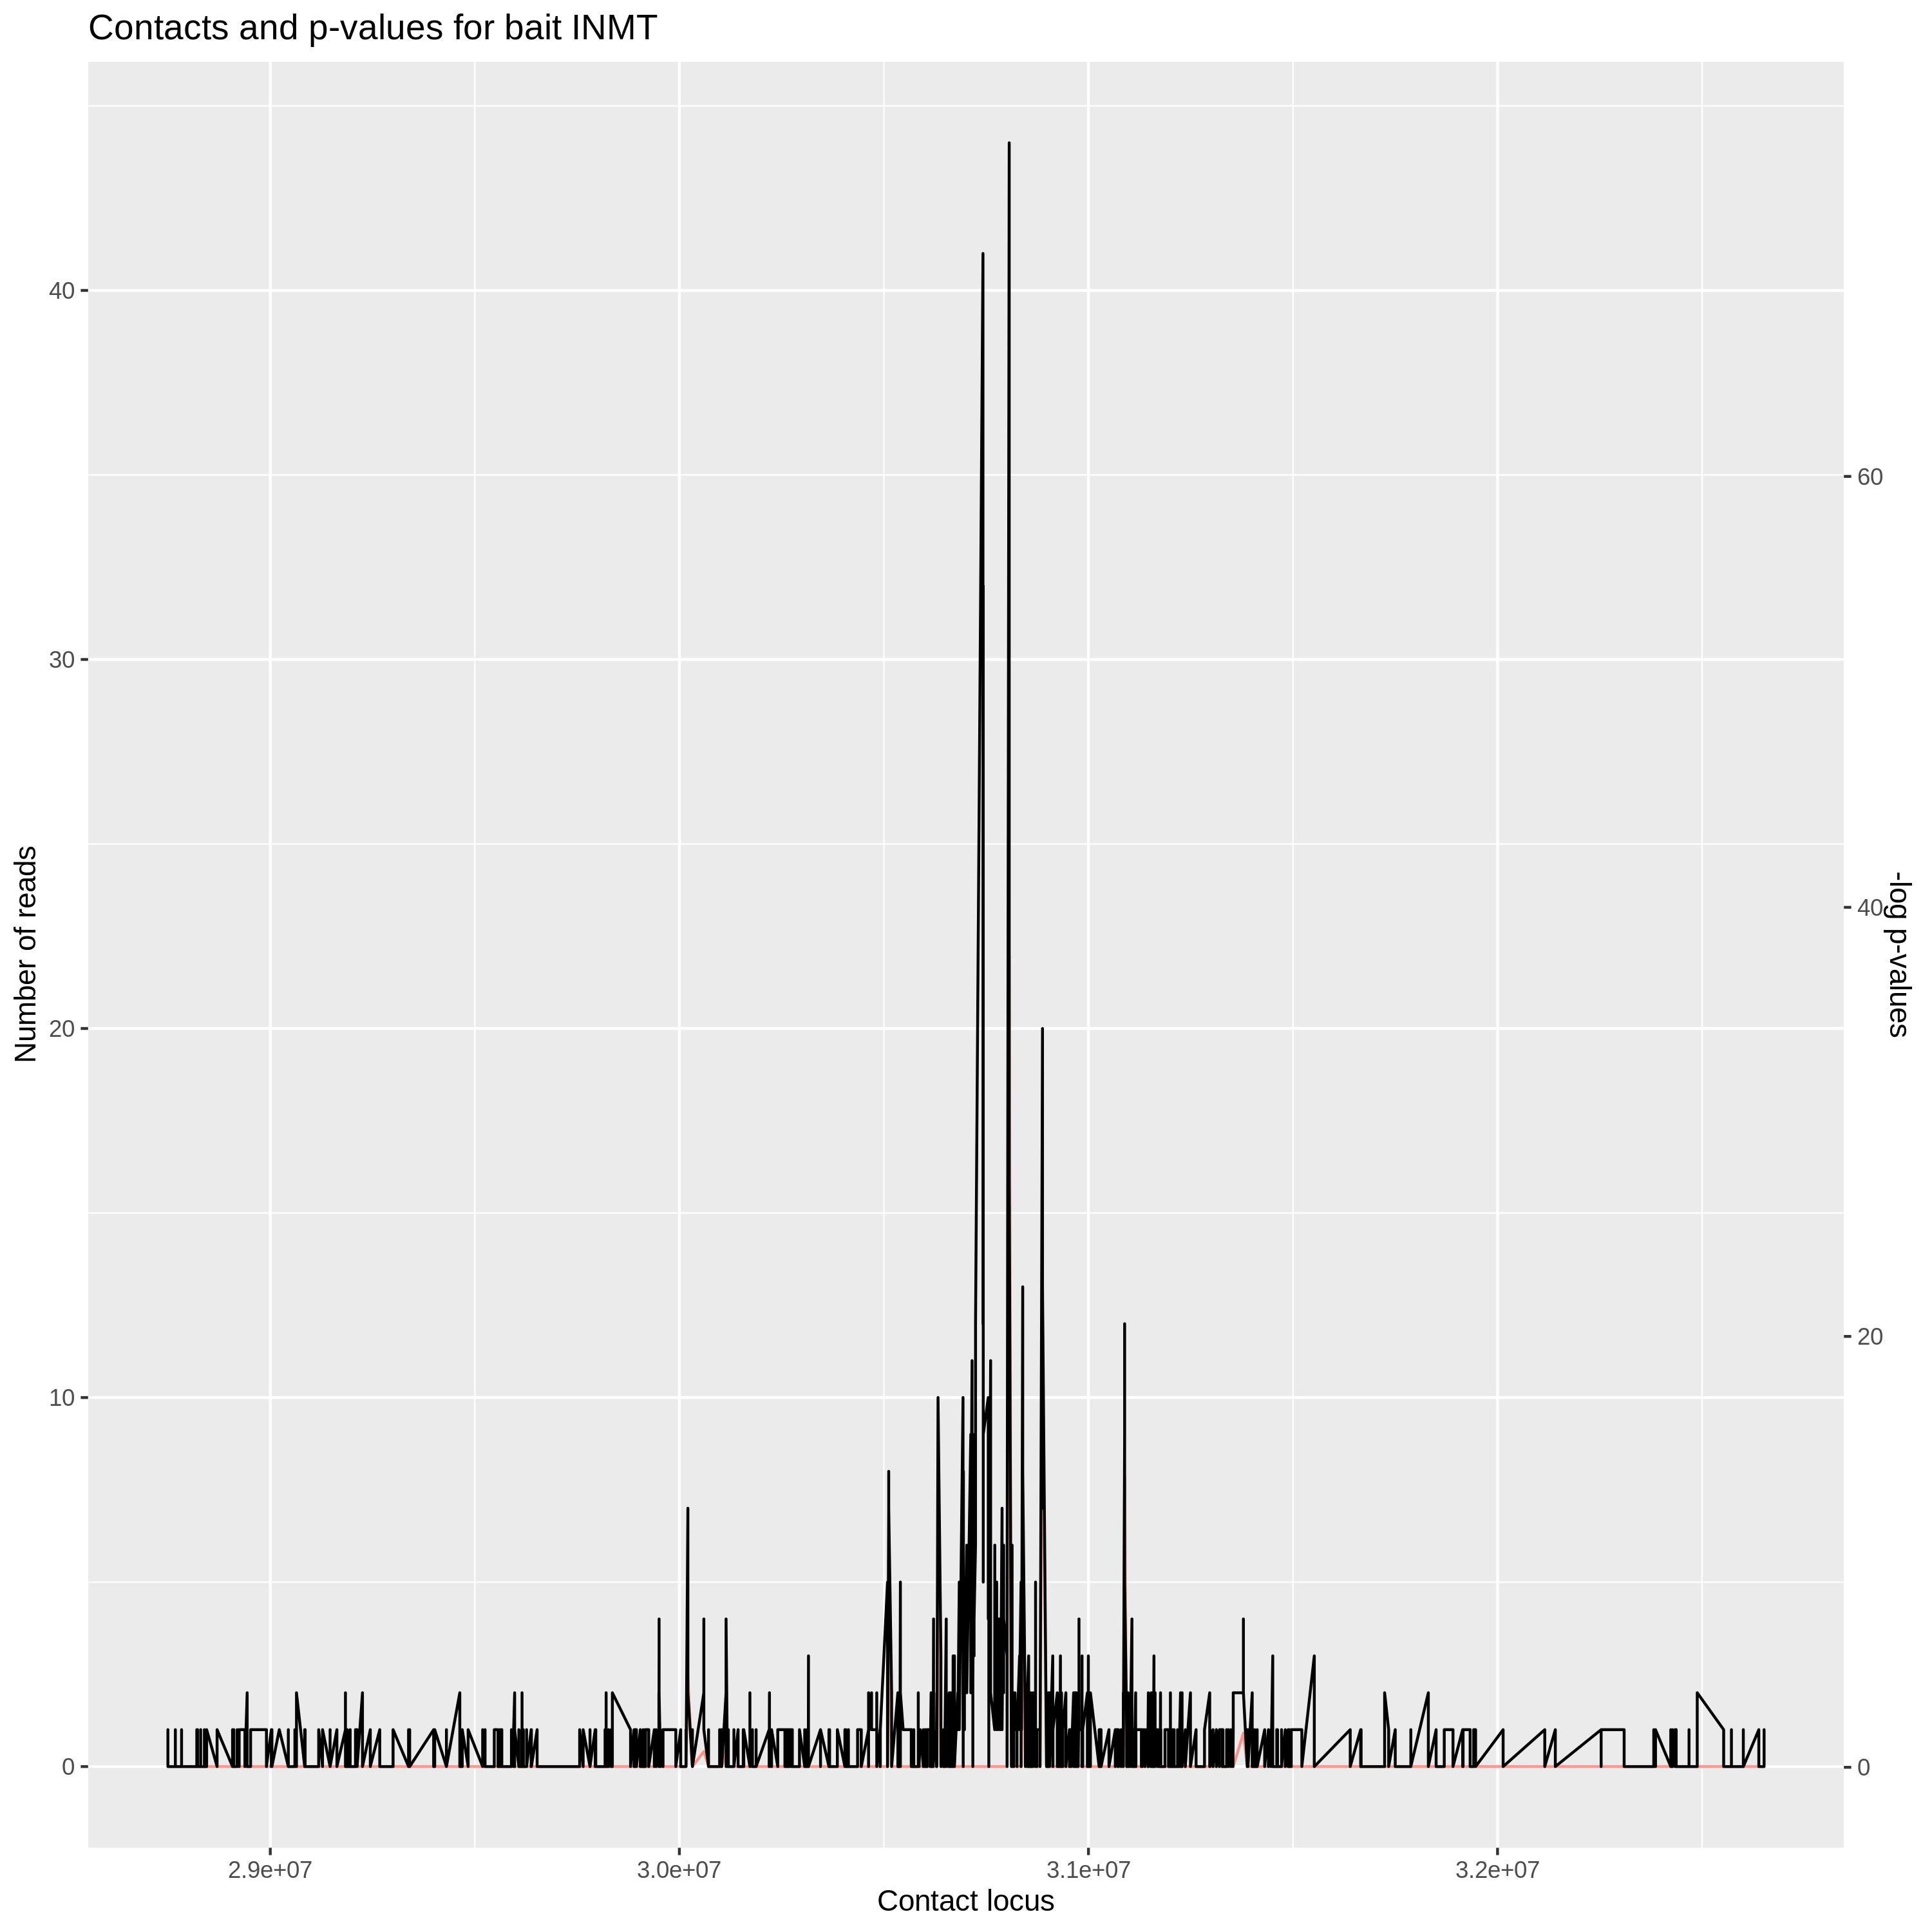 Contacts and p-values for bait INMT
Number of reads
40
30
20
10
0
60
40
20
0
-log p-values
2.9e+07
3.0e+07
3.1e+07
3.2e+07
Contact locus